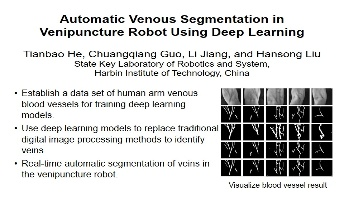 Automatic Venous Segmentation in
Venipuncture Robot Using Deep Learning
Tianbao He, Chuangqiang Guo, Li Jiang, and Hansong Liu
State Key Laboratory of Robotics and System,
Harbin Institute of Technology, China
• Establish a data set of human arm venous
blood vessels for training deep learning
models.
• Use deep learning models to replace traditional
digital image processing methods to identify
veins
• Real-time automatic segmentation of veins in
the venipuncture robot
Visualize blood vessel result